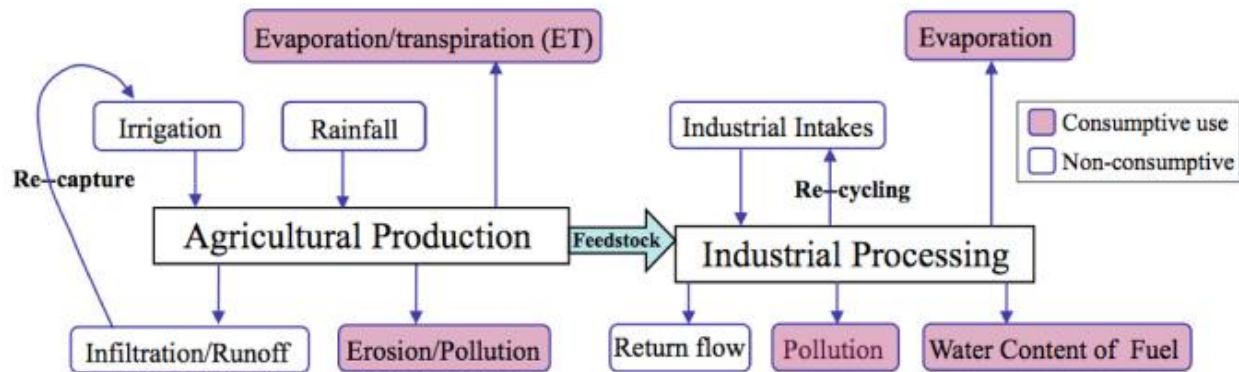 Evaporation/transpiration (ET)
Evaporation
Irrigation
Rainfall
Industrial Intakes
Consumptive use
Non-consumptive
Re-capture
Re-cycling
Agricultural Production
Feedstock
Industrial Processing
Infiltration/Runoff
Erosion/Pollution
Return flow
Pollution
Water Content of Fuel